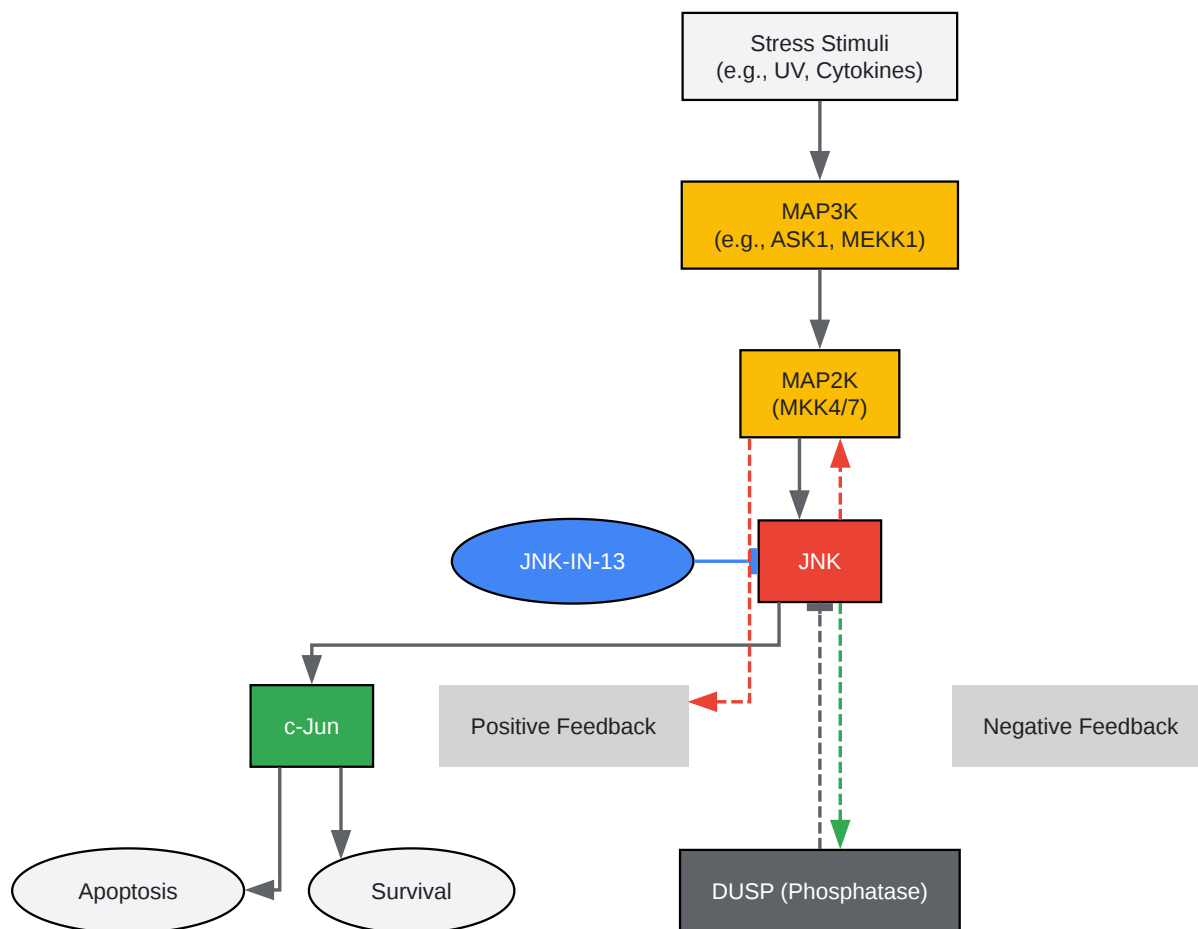 Stress Stimuli
(e.g., UV, Cytokines)
MAP3K
(e.g., ASK1, MEKK1)
MAP2K
(MKK4/7)
JNK-IN-13
JNK
c-Jun
Positive Feedback
Negative Feedback
Apoptosis
Survival
DUSP (Phosphatase)